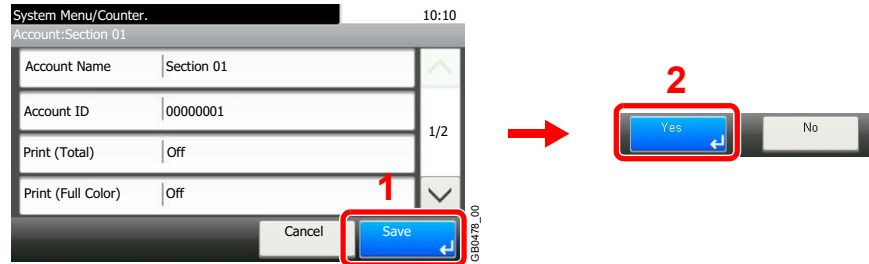 System Menu/Counter. 10:10
Account:Section 01
Account Name Section 01
Account ID 00000001
1/2
Print (Total) Off
Print (Full Color) Off
1
Cancel Save
GB0478_00
2
Yes No